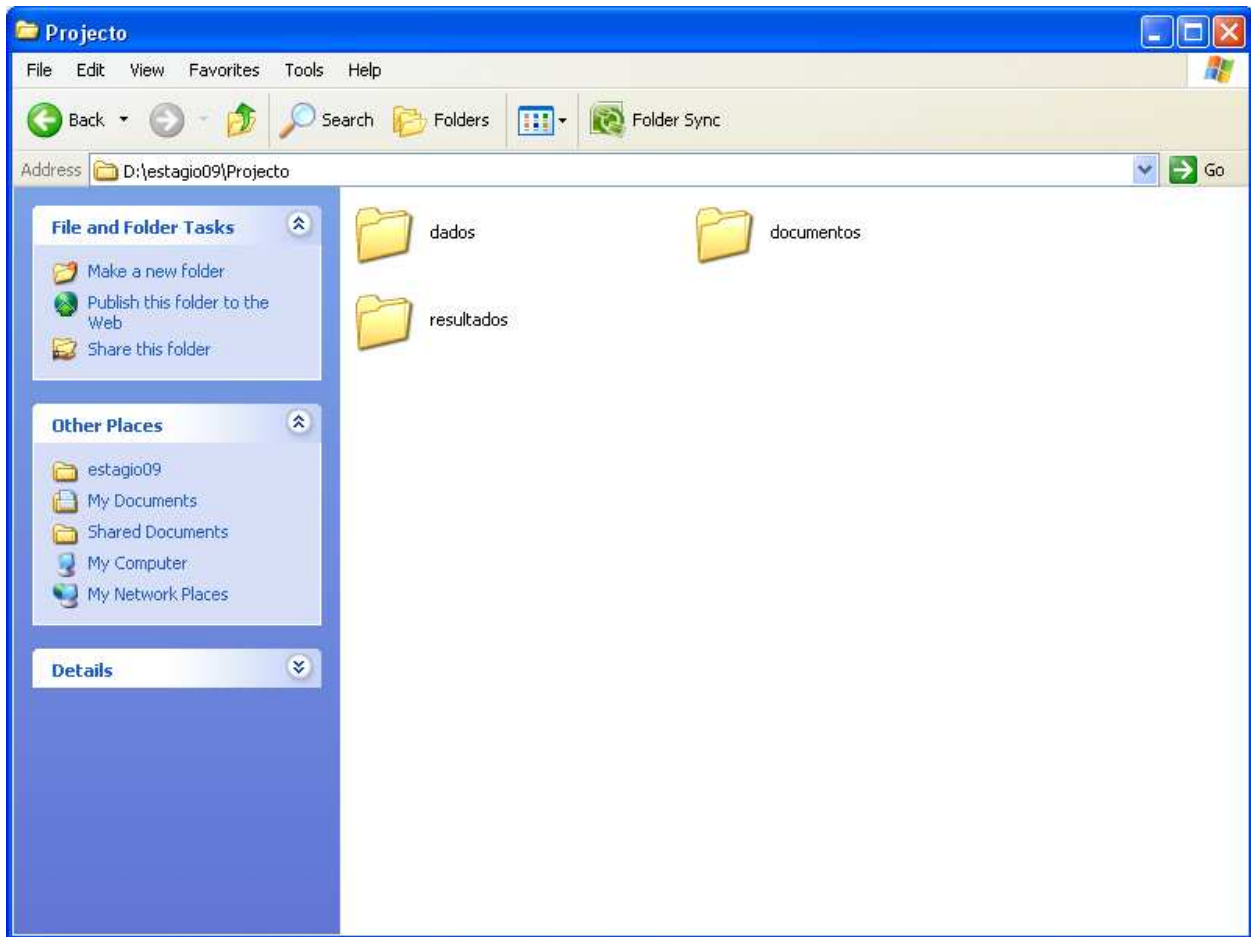 Projecto
File Edit View Favorites Tools Help
Back Search Folders Folder Sync
Address D:\estagio09\Projecto Go
File and Folder Tasks
Make a new folder
Publish this folder to the
Web
Share this folder
Other Places
estagio09
My Documents
Shared Documents
My Computer
My Network Places
Details
dados documentos
resultados